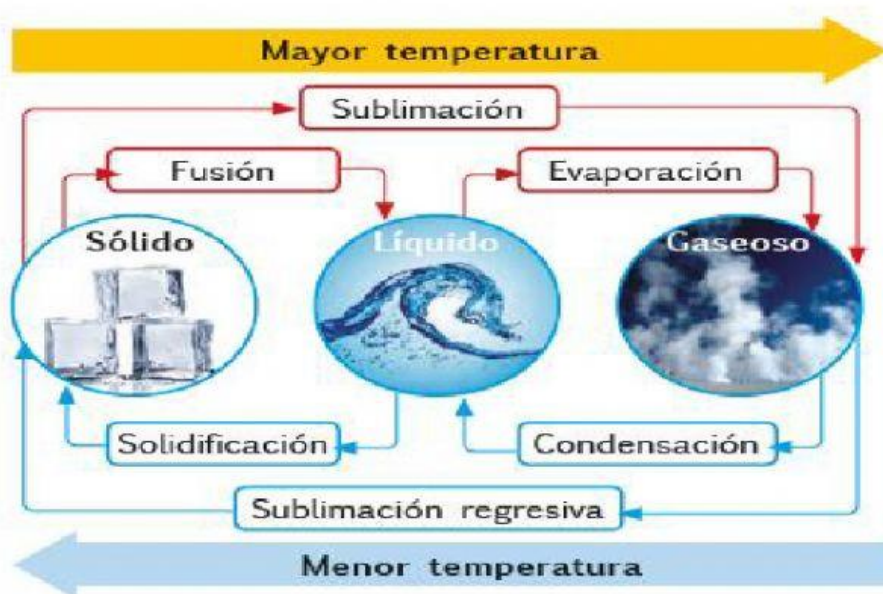 Mayor temperatura
Sublimación
Fusión
Evaporación
Sólido
Líquido
Gaseoso
Solidificación
Condensación
Sublimación regresiva
Menor temperatura